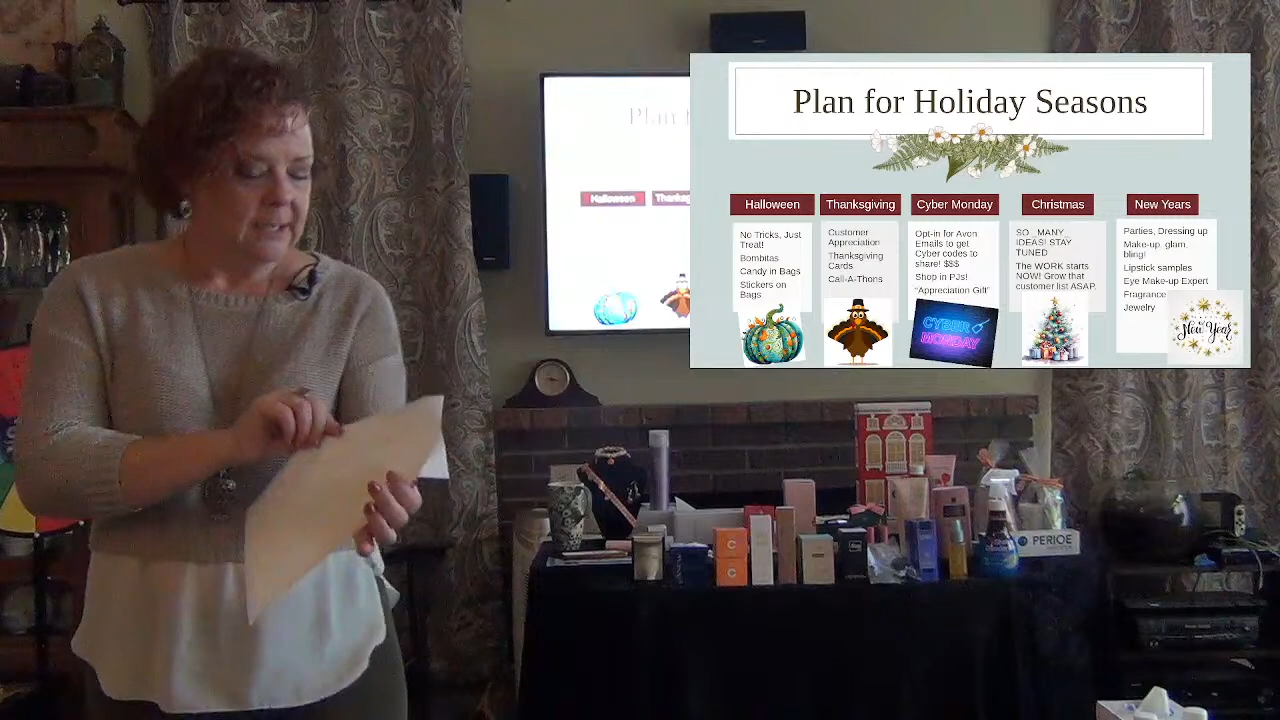 Plan for Holiday Seasons
Halloween
No Tricks, Just
Treat!
Bombitas
Candy in Bags
Stickers on
Bags
Thanksgiving
Customer
Appreciation
Thanksgiving
Cards
Call-A-Thons
Cyber Monday
Opt-in for Avon
Emails to get
Cyber codes to
share! $$$
Shop in PJs!
"Appreciation Gift"
CYBER
MONDAY
Christmas
SO _MANY_
IDEAS! STAY
TUNED
The WORK starts
NOW! Grow that
customer list ASAP.
New Years
Parties, Dressing up
Make-up, glam,
bling!
Lipstick samples
Eye Make-up Expert
Fragrance
Jewelry
New Year
Plan
Halloween
C
C
PERIOE